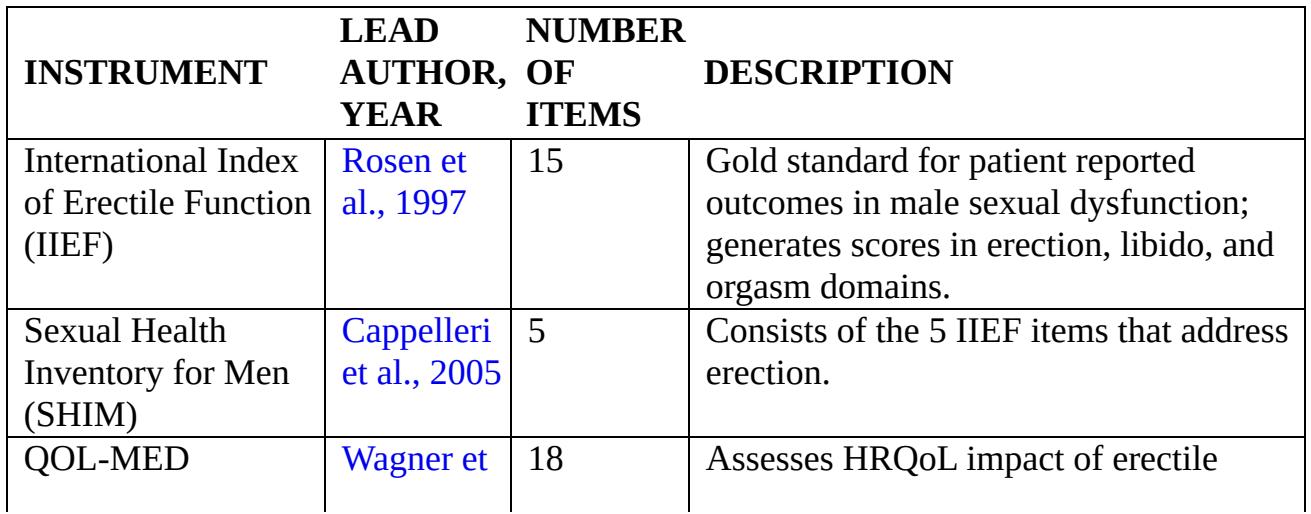 INSTRUMENT LEAD AUTHOR, YEAR NUMBER OF ITEMS DESCRIPTION
International Index of Erectile Function (IIEF) Rosen et al., 1997 15 Gold standard for patient reported outcomes in male sexual dysfunction; generates scores in erection, libido, and orgasm domains.
Sexual Health Inventory for Men (SHIM) Cappelleri et al., 2005 5 Consists of the 5 IIEF items that address erection.
QOL-MED Wagner et 18 Assesses HRQoL impact of erectile